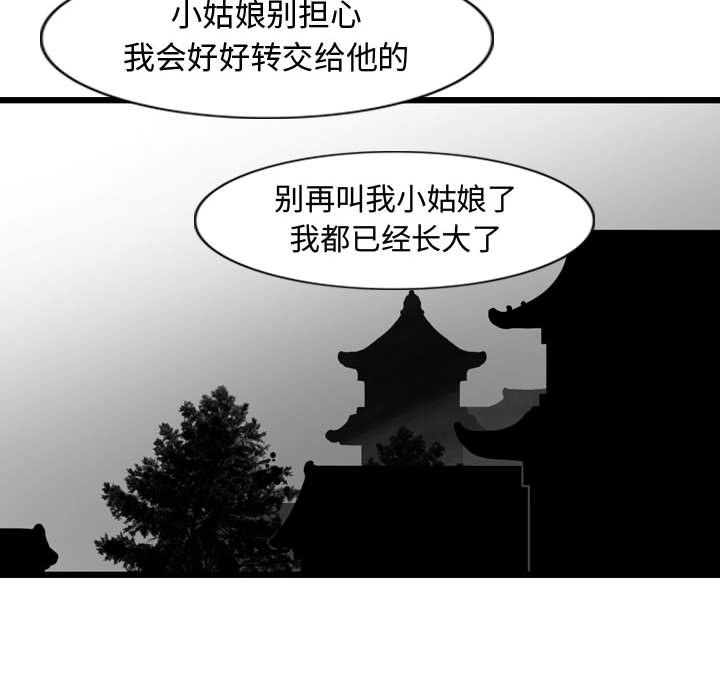 小姑娘别担心
我会好好转交给他的
别再叫我小姑娘了
我都已经长大了